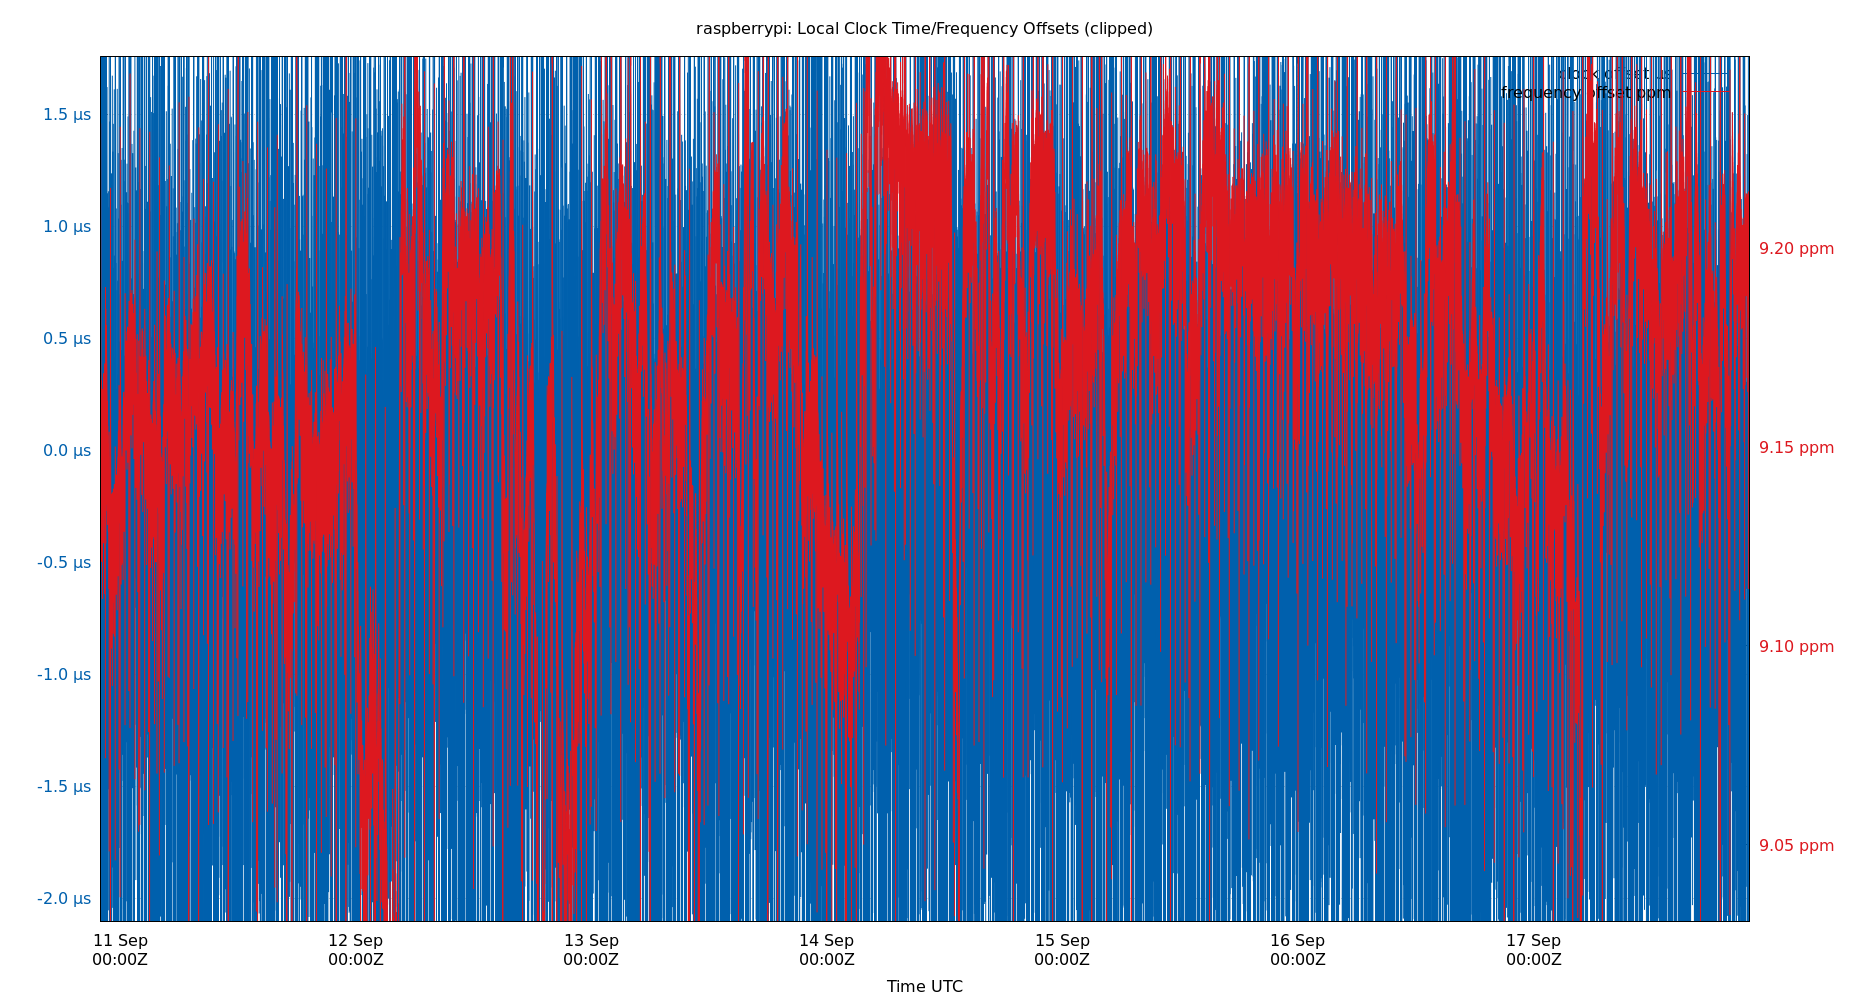 raspberrypi: Local Clock Time/Frequency Offsets (clipped)
clock offset µs
frequency offset ppm
1.5 µs
1.0 µs
0.5 µs
0.0 µs
-0.5 µs
-1.0 µs
-1.5 µs
-2.0 µs
9.20 ppm
9.15 ppm
9.10 ppm
9.05 ppm
11 Sep
00:00Z
12 Sep
00:00Z
13 Sep
00:00Z
14 Sep
00:00Z
15 Sep
00:00Z
16 Sep
00:00Z
17 Sep
00:00Z
Time UTC